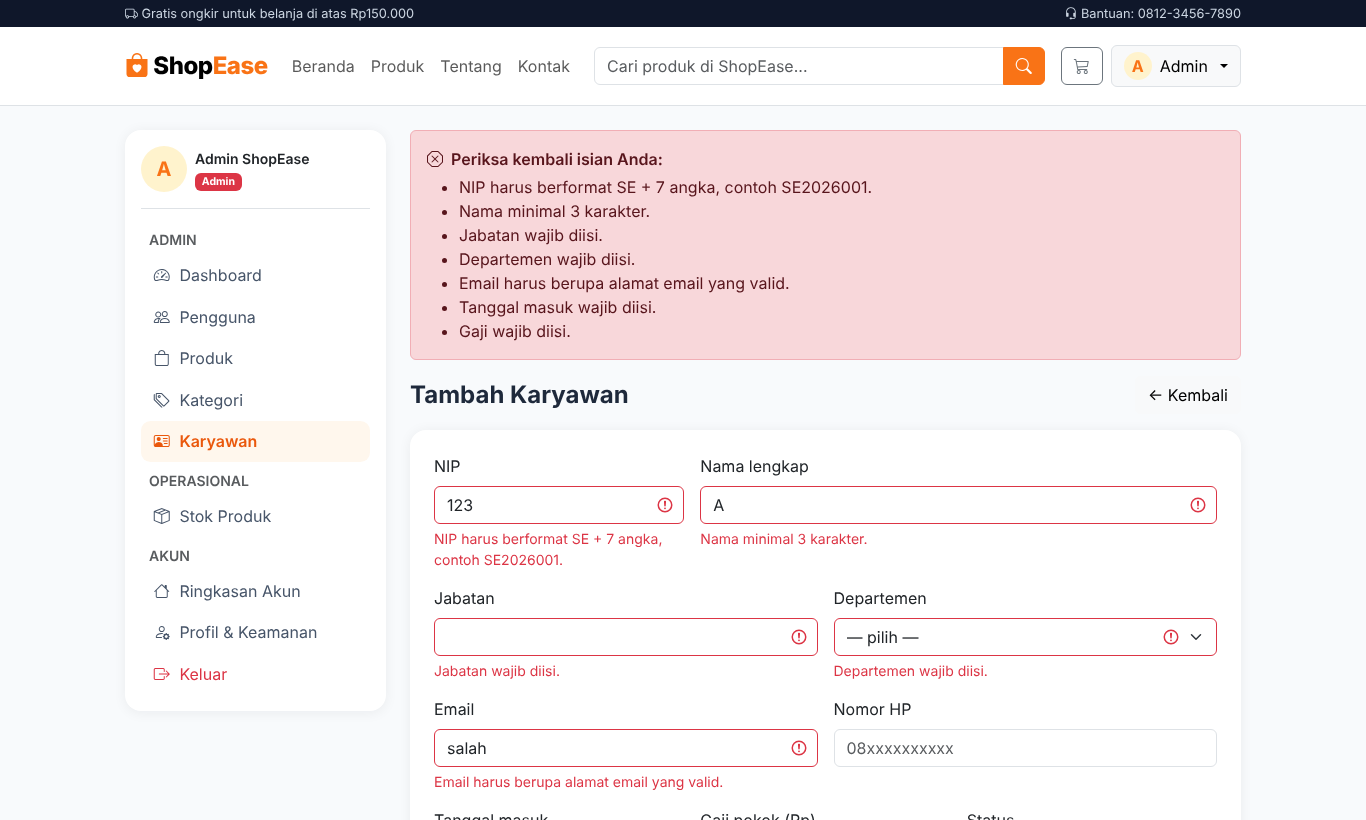 Gratis ongkir untuk belanja di atas Rp150.000
Bantuan: 0812-3456-7890
ShopEase
Beranda
Produk
Tentang
Kontak
Cari produk di ShopEase...
A
Admin
A
Admin ShopEase
Admin
ADMIN
Dashboard
Pengguna
Produk
Kategori
Karyawan
OPERASIONAL
Stok Produk
AKUN
Ringkasan Akun
Profil & Keamanan
Keluar
Periksa kembali isian Anda:
• NIP harus berformat SE + 7 angka, contoh SE2026001.
• Nama minimal 3 karakter.
• Jabatan wajib diisi.
• Departemen wajib diisi.
• Email harus berupa alamat email yang valid.
• Tanggal masuk wajib diisi.
• Gaji wajib diisi.
Tambah Karyawan
← Kembali
NIP
Nama lengkap
123
A
NIP harus berformat SE + 7 angka,
contoh SE2026001.
Nama minimal 3 karakter.
Jabatan
Departemen
— pilih —
Jabatan wajib diisi.
Departemen wajib diisi.
Email
Nomor HP
salah
08xxxxxxxxxx
Email harus berupa alamat email yang valid.
Tanggal masuk
Gaji pokok (Rp)
Status